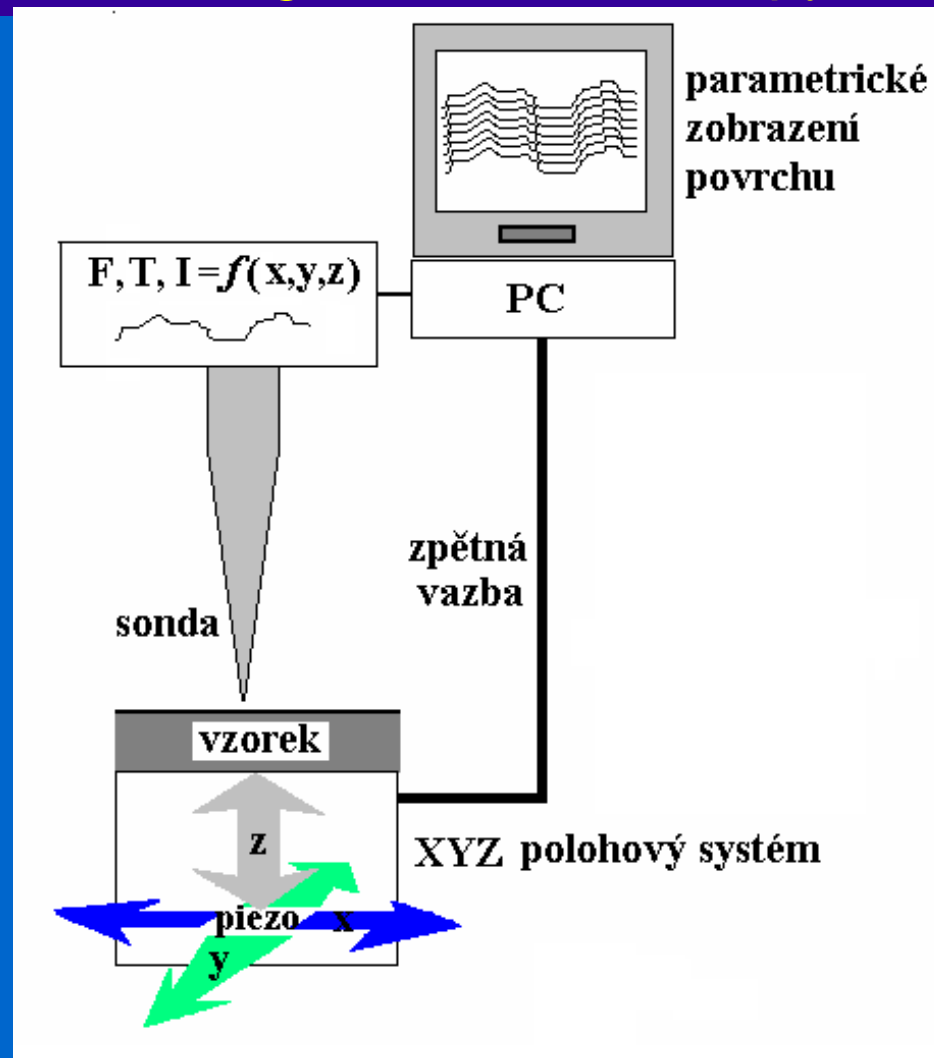 parametrické
zobrazení
povrchu
F, T, I =f(x,y,z)
PC
zpětná
vazba
sonda
vzorek
z
XYZ polohový systém
piezo x
y